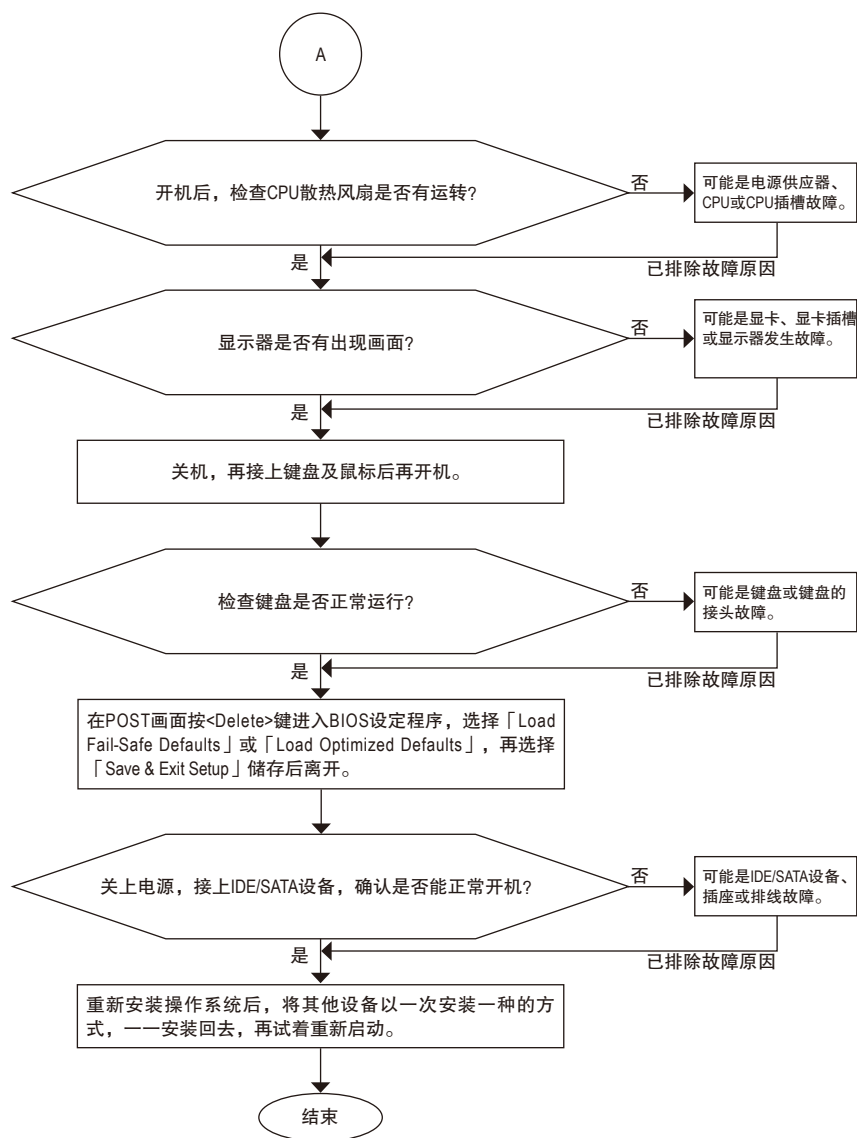 A
开机后，检查CPU散热风扇是否有运转？
否
可能是电源供应器、
CPU或CPU插槽故障。
是
已排除故障原因
显示器是否有出现画面？
否
可能是显卡、显卡插槽
或显示器发生故障。
是
已排除故障原因
关机，再接上键盘及鼠标后再开机。
检查键盘是否正常运行？
否
可能是键盘或键盘的
接头故障。
是
已排除故障原因
在POST画面按<Delete>键进入BIOS设定程序，选择「Load
Fail-Safe Defaults」或「Load Optimized Defaults」，再选择
「Save & Exit Setup」储存后离开。
关上电源，接上IDE/SATA设备，确认是否能正常开机？
否
可能是IDE/SATA设备、
插座或排线故障。
是
已排除故障原因
重新安装操作系统后，将其他设备以一次安装一种的方
式，一一安装回去，再试着重新启动。
结束